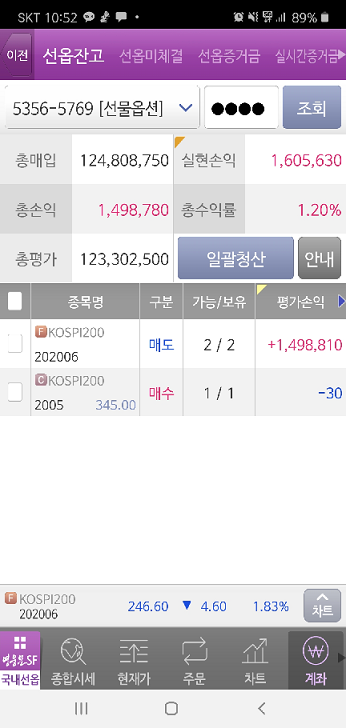 SKT 10:52 89%
이전 선옵잔고 선옵미체결 선옵증거금 실시간증거금
5356-5769 [선물옵션] ●●●● 조회
총매입 124,808,750 실현손익 1,605,630
총손익 1,498,780 총수익률 1.20%
총평가 123,302,500 일괄청산 안내
종목명 구분 가능/보유 평가손익
F KOSPI200
202006 매도 2 / 2 +1,498,810
C KOSPI200
2005 345.00 매수 1 / 1 -30
F KOSPI200
202006 246.60 ▼ 4.60 1.83% 차트
영웅문SF
국내선옵 종합시세 현재가 주문 차트 계좌